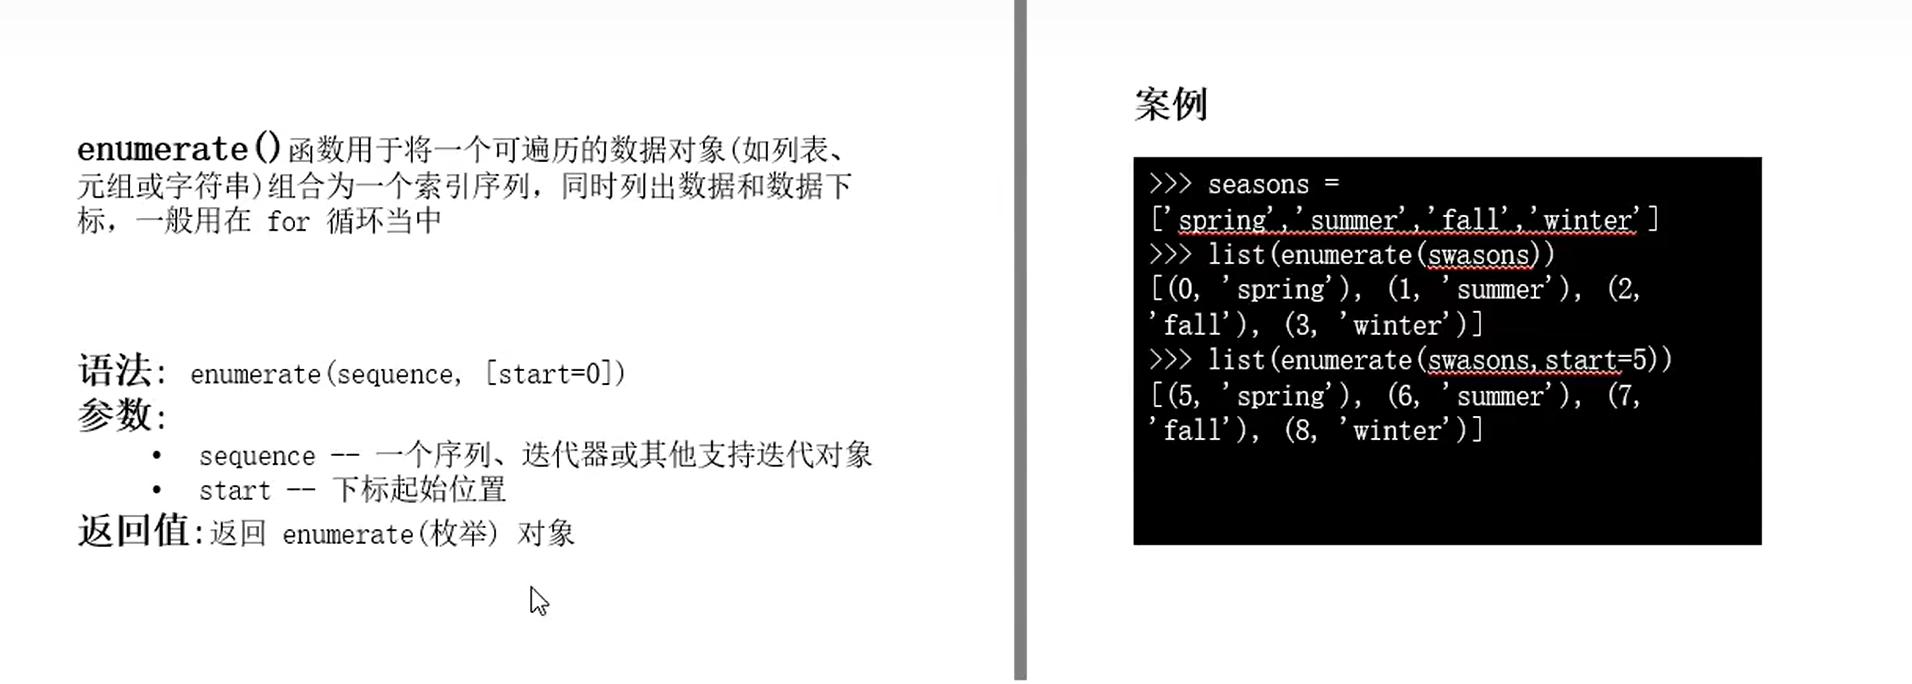 enumerate()函数用于将一个可遍历的数据对象(如列表、
元组或字符串)组合为一个索引序列，同时列出数据和数据下
标，一般用在 for 循环当中
语法: enumerate(sequence, [start=0])
参数:
• sequence -- 一个序列、迭代器或其他支持迭代对象
• start -- 下标起始位置
返回值:返回 enumerate(枚举) 对象
案例
>>> seasons =
['spring','summer','fall','winter']
>>> list(enumerate(swasons))
[(0, 'spring'), (1, 'summer'), (2,
'fall'), (3, 'winter')]
>>> list(enumerate(swasons,start=5))
[(5, 'spring'), (6, 'summer'), (7,
'fall'), (8, 'winter')]